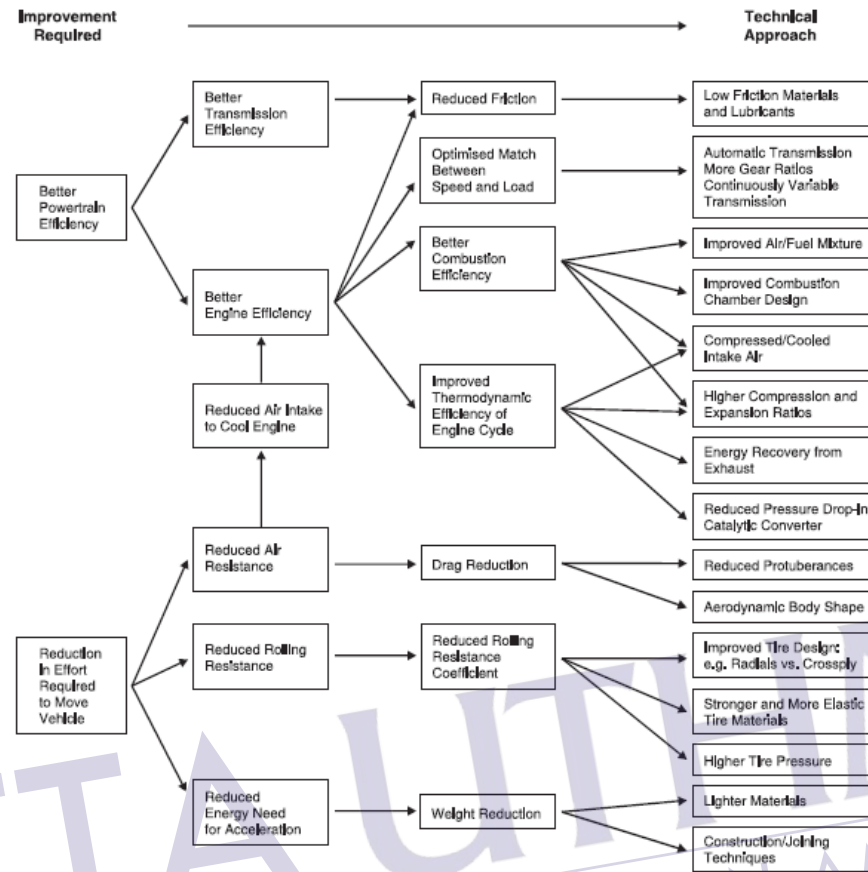 Improvement
Required
Technical
Approach
Better
Transmission
Efficiency
Reduced Friction
Low Friction Materials
and Lubricants
Optimised Match
Between
Speed and Load
Automatic Transmission
More Gear Ratios
Continuously Variable
Transmission
Better
Powertrain
Efficiency
Better
Combustion
Efficiency
Improved Air/Fuel Mixture
Better
Engine Efficiency
Improved Combustion
Chamber Design
Compressed/Cooled
Intake Air
Reduced Air Intake
to Cool Engine
Improved
Thermodynamic
Efficiency of
Engine Cycle
Higher Compression and
Expansion Ratios
Energy Recovery from
Exhaust
Reduced Pressure Drop-in
Catalytic Converter
Reduced Air
Resistance
Drag Reduction
Reduced Protuberances
Aerodynamic Body Shape
Reduction
in Effort
Required
to Move
Vehicle
Reduced Rolling
Resistance
Reduced Rolling
Resistance
Coefficient
Improved Tire Design:
e.g. Radials vs. Crossply
Stronger and More Elastic
Tire Materials
Higher Tire Pressure
Reduced
Energy Need
for Acceleration
Weight Reduction
Lighter Materials
Construction/Joining
Techniques